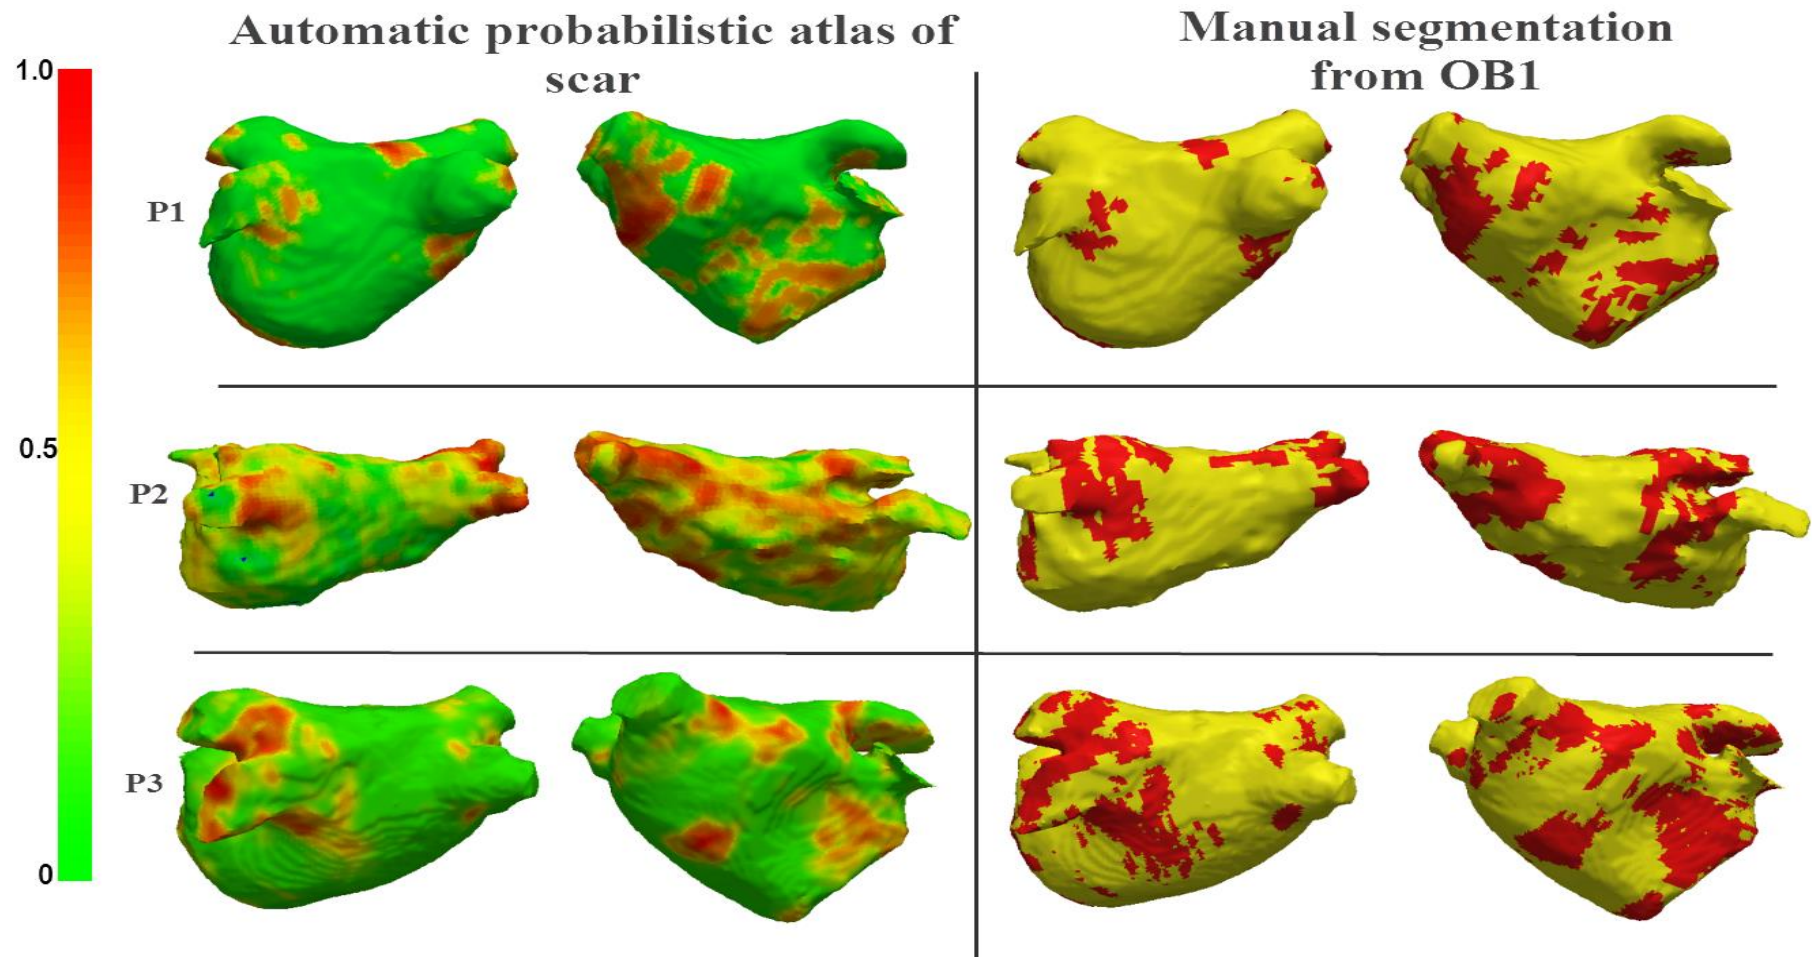 Automatic probabilistic atlas of
scar
Manual segmentation
from OB1
1.0
0.5
0
P1
P2
P3